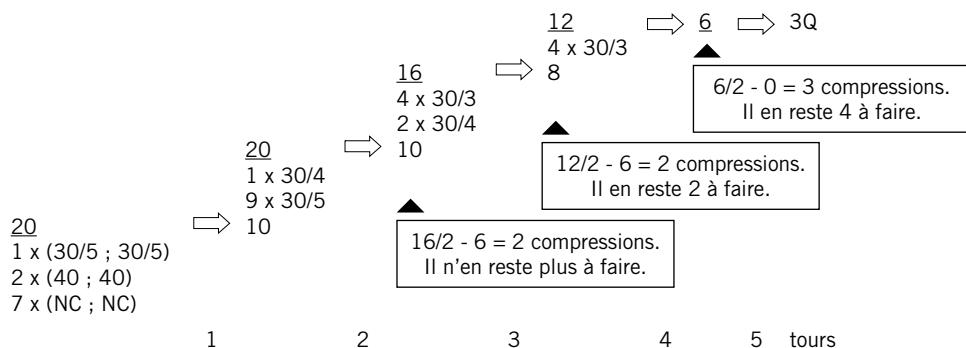 20
1 x (30/5 ; 30/5)
2 x (40 ; 40)
7 x (NC ; NC)
20
1 x 30/4
9 x 30/5
10
16
4 x 30/3
2 x 30/4
10
16/2 - 6 = 2 compressions.
Il n’en reste plus à faire.
12
4 x 30/3
8
12/2 - 6 = 2 compressions.
Il en reste 2 à faire.
6
6/2 - 0 = 3 compressions.
Il en reste 4 à faire.
3Q
1 2 3 4 5 tours